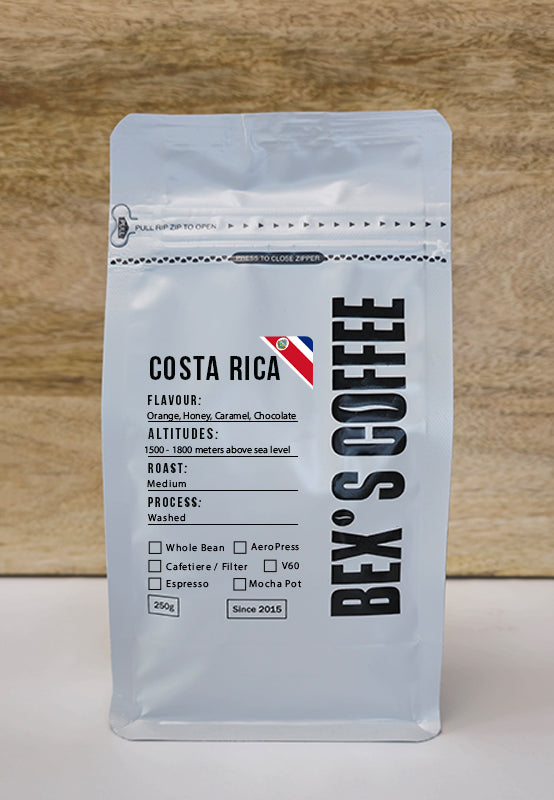 PULL RIP ZIP TO OPEN
PRESS TO CLOSE ZIPPER
COSTA RICA
FLAVOUR:
Orange, Honey, Caramel, Chocolate
ALTITUDES:
1500 - 1800 meters above sea level
ROAST:
Medium
PROCESS:
Washed
Whole Bean
AeroPress
Cafetiere / Filter
V60
Espresso
Mocha Pot
250g
Since 2015
BEX'S COFFEE